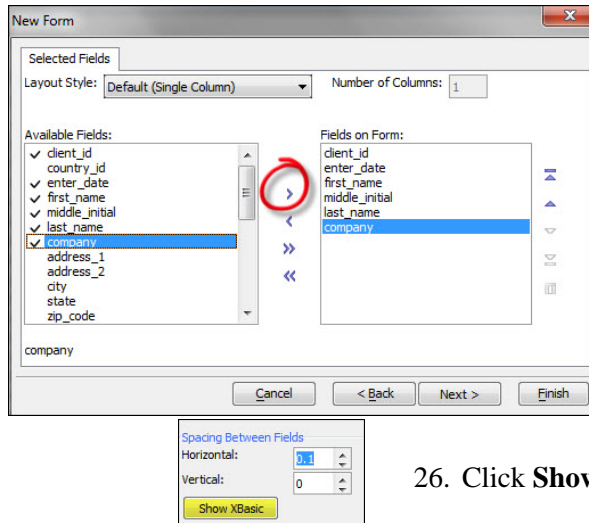 New Form
Selected Fields
Layout Style: Default (Single Column) Number of Columns: 1
Available Fields: Fields on Form:
client_id
country_id
enter_date
first_name
middle_initial
last_name
company
address_1
address_2
city
state
zip_code
client_id
enter_date
first_name
middle_initial
last_name
company
company
Cancel < Back Next > Finish
Spacing Between Fields
Horizontal: 0.1
Vertical: 0
Show XBasic
26. Click Show